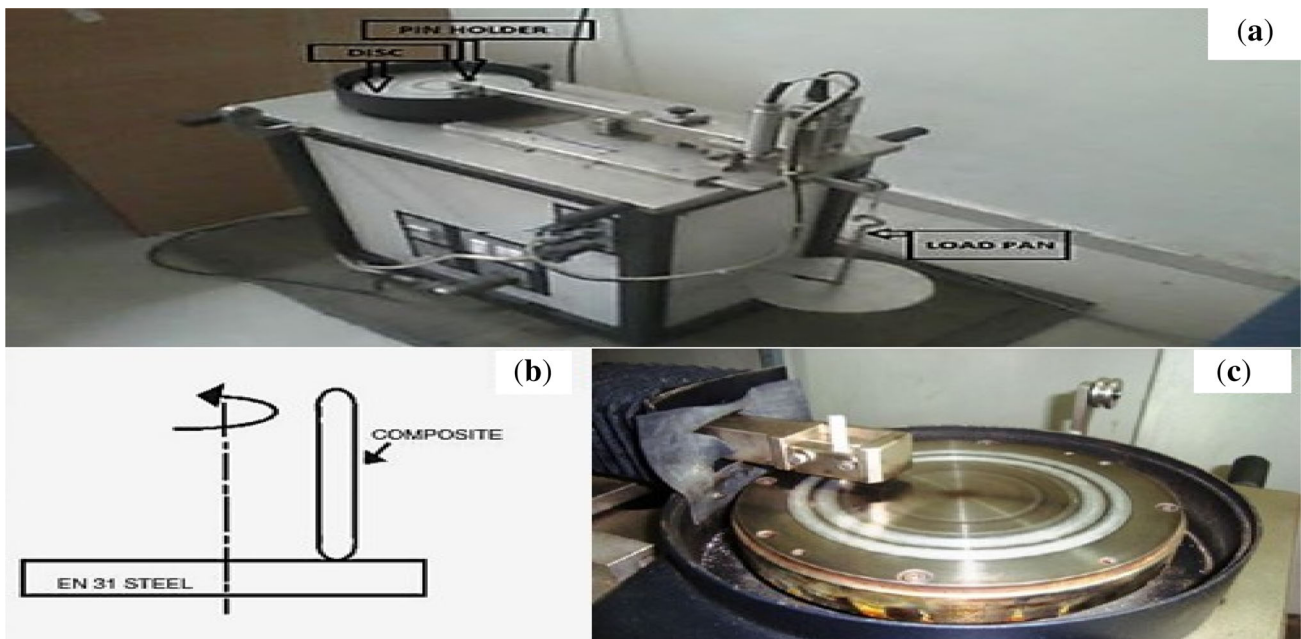 (a)
PIN HOLDER
DISC
LOAD PAN
(b)
COMPOSITE
EN 31 STEEL
(c)